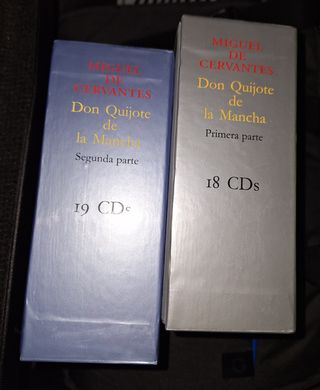 MIGUEL
DE
CERVANTES
Don Quijote
de
la Mancha
Segunda parte
19 CDs
MIGUEL
DE
CERVANTES
Don Quijote
de
la Mancha
Primera parte
18 CDs